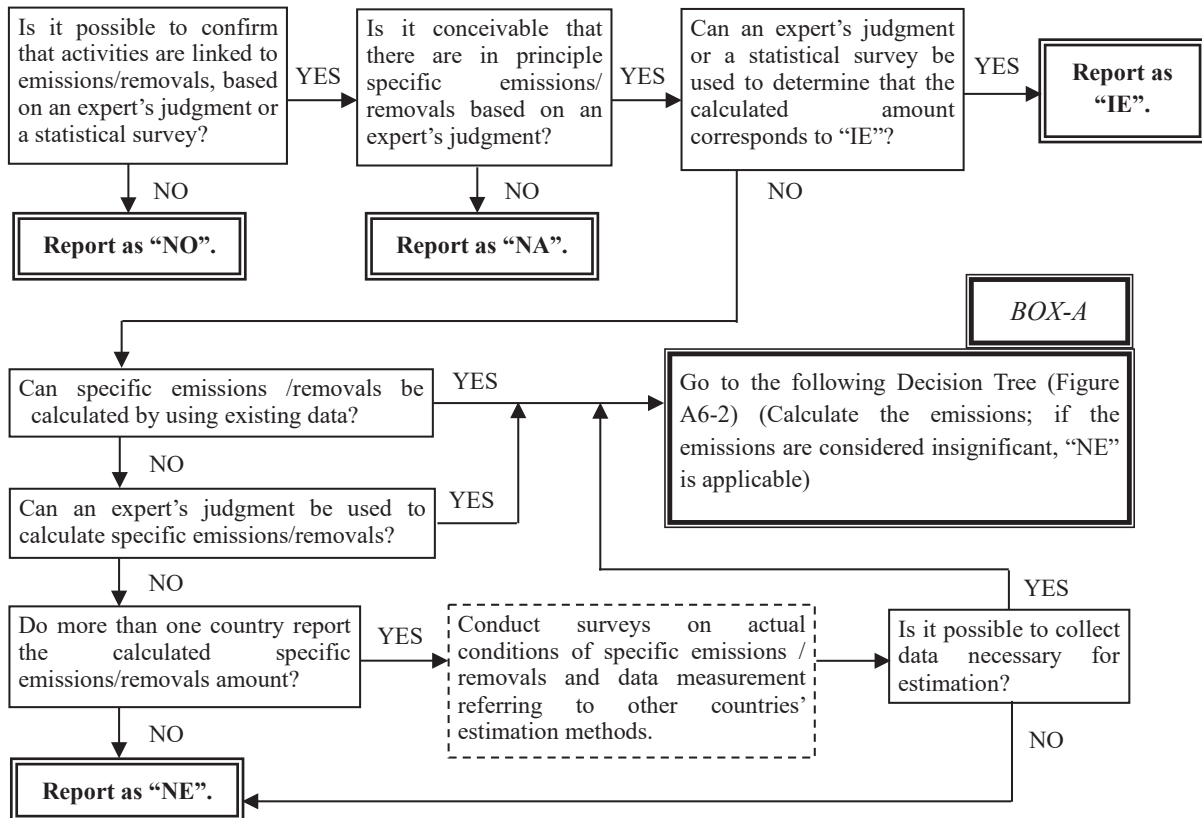 Is it possible to confirm
that activities are linked to
emissions/removals, based
on an expert’s judgment or
a statistical survey?
YES
Is it conceivable that
there are in principle
specific emissions/
removals based on an
expert’s judgment?
YES
Can an expert’s judgment
or a statistical survey be
used to determine that the
calculated amount
corresponds to “IE”?
YES
Report as
“IE”.
NO
Report as “NO”.
NO
Report as “NA”.
NO
BOX-A
Can specific emissions /removals be
calculated by using existing data?
YES
Go to the following Decision Tree (Figure
A6-2) (Calculate the emissions; if the
emissions are considered insignificant, “NE”
is applicable)
NO
Can an expert’s judgment be used to
calculate specific emissions/removals?
YES
NO
Do more than one country report
the calculated specific
emissions/removals amount?
YES
Conduct surveys on actual
conditions of specific emissions /
removals and data measurement
referring to other countries’
estimation methods.
YES
Is it possible to collect
data necessary for
estimation?
NO
NO
Report as “NE”.